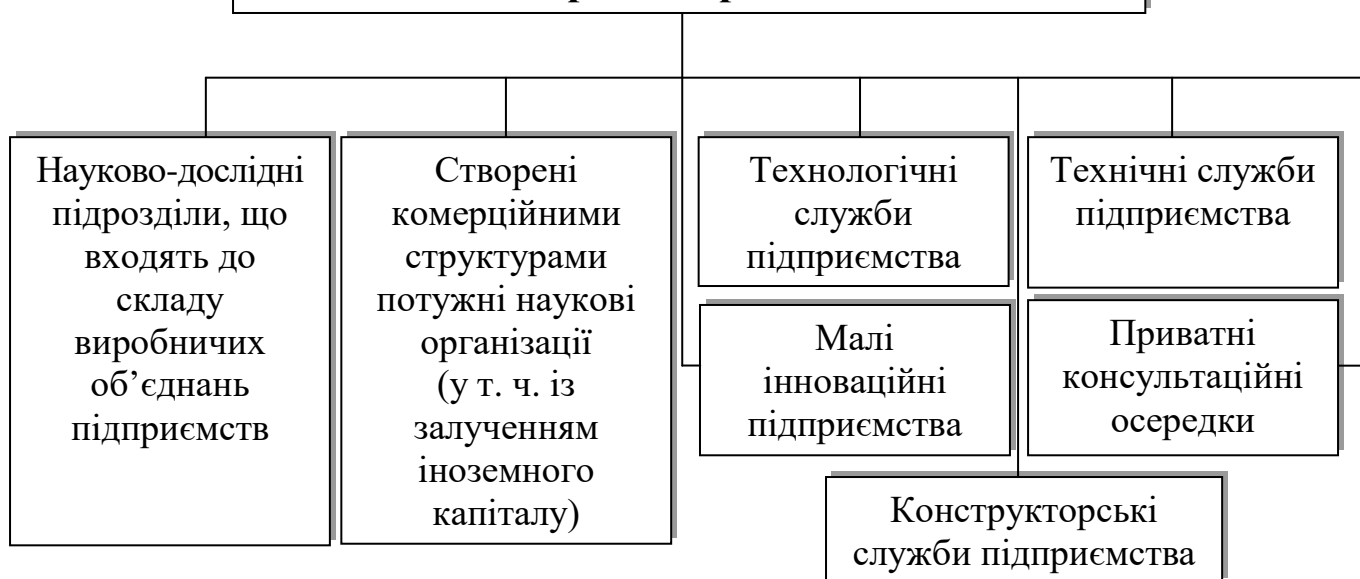 Науково-дослідні
підрозділи, що
входять до
складу
виробничих
об’єднань
підприємств
Створені
комерційними
структурами
потужні наукові
організації
(у т. ч. із
залученням
іноземного
капіталу)
Технологічні
служби
підприємства
Технічні служби
підприємства
Малі
інноваційні
підприємства
Приватні
консультаційні
осередки
Конструкторські
служби підприємства